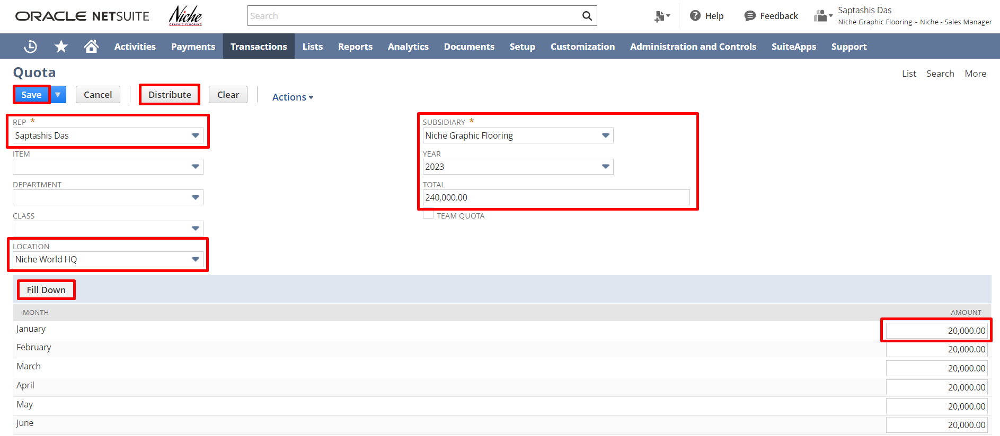 ORACLE NETSUITE
Niche
GRAPHIC FLOORING
Search
Help
Feedback
Saptashis Das
Niche Graphic Flooring - Niche - Sales Manager
Activities
Payments
Transactions
Lists
Reports
Analytics
Documents
Setup
Customization
Administration and Controls
SuiteApps
Support
Quota
List
Search
More
Save
Cancel
Distribute
Clear
Actions
REP *
Saptashis Das
ITEM
DEPARTMENT
CLASS
LOCATION
Niche World HQ
SUBSIDIARY *
Niche Graphic Flooring
YEAR
2023
TOTAL
240,000.00
TEAM QUOTA
Fill Down
MONTH AMOUNT
January 20,000.00
February 20,000.00
March 20,000.00
April 20,000.00
May 20,000.00
June 20,000.00